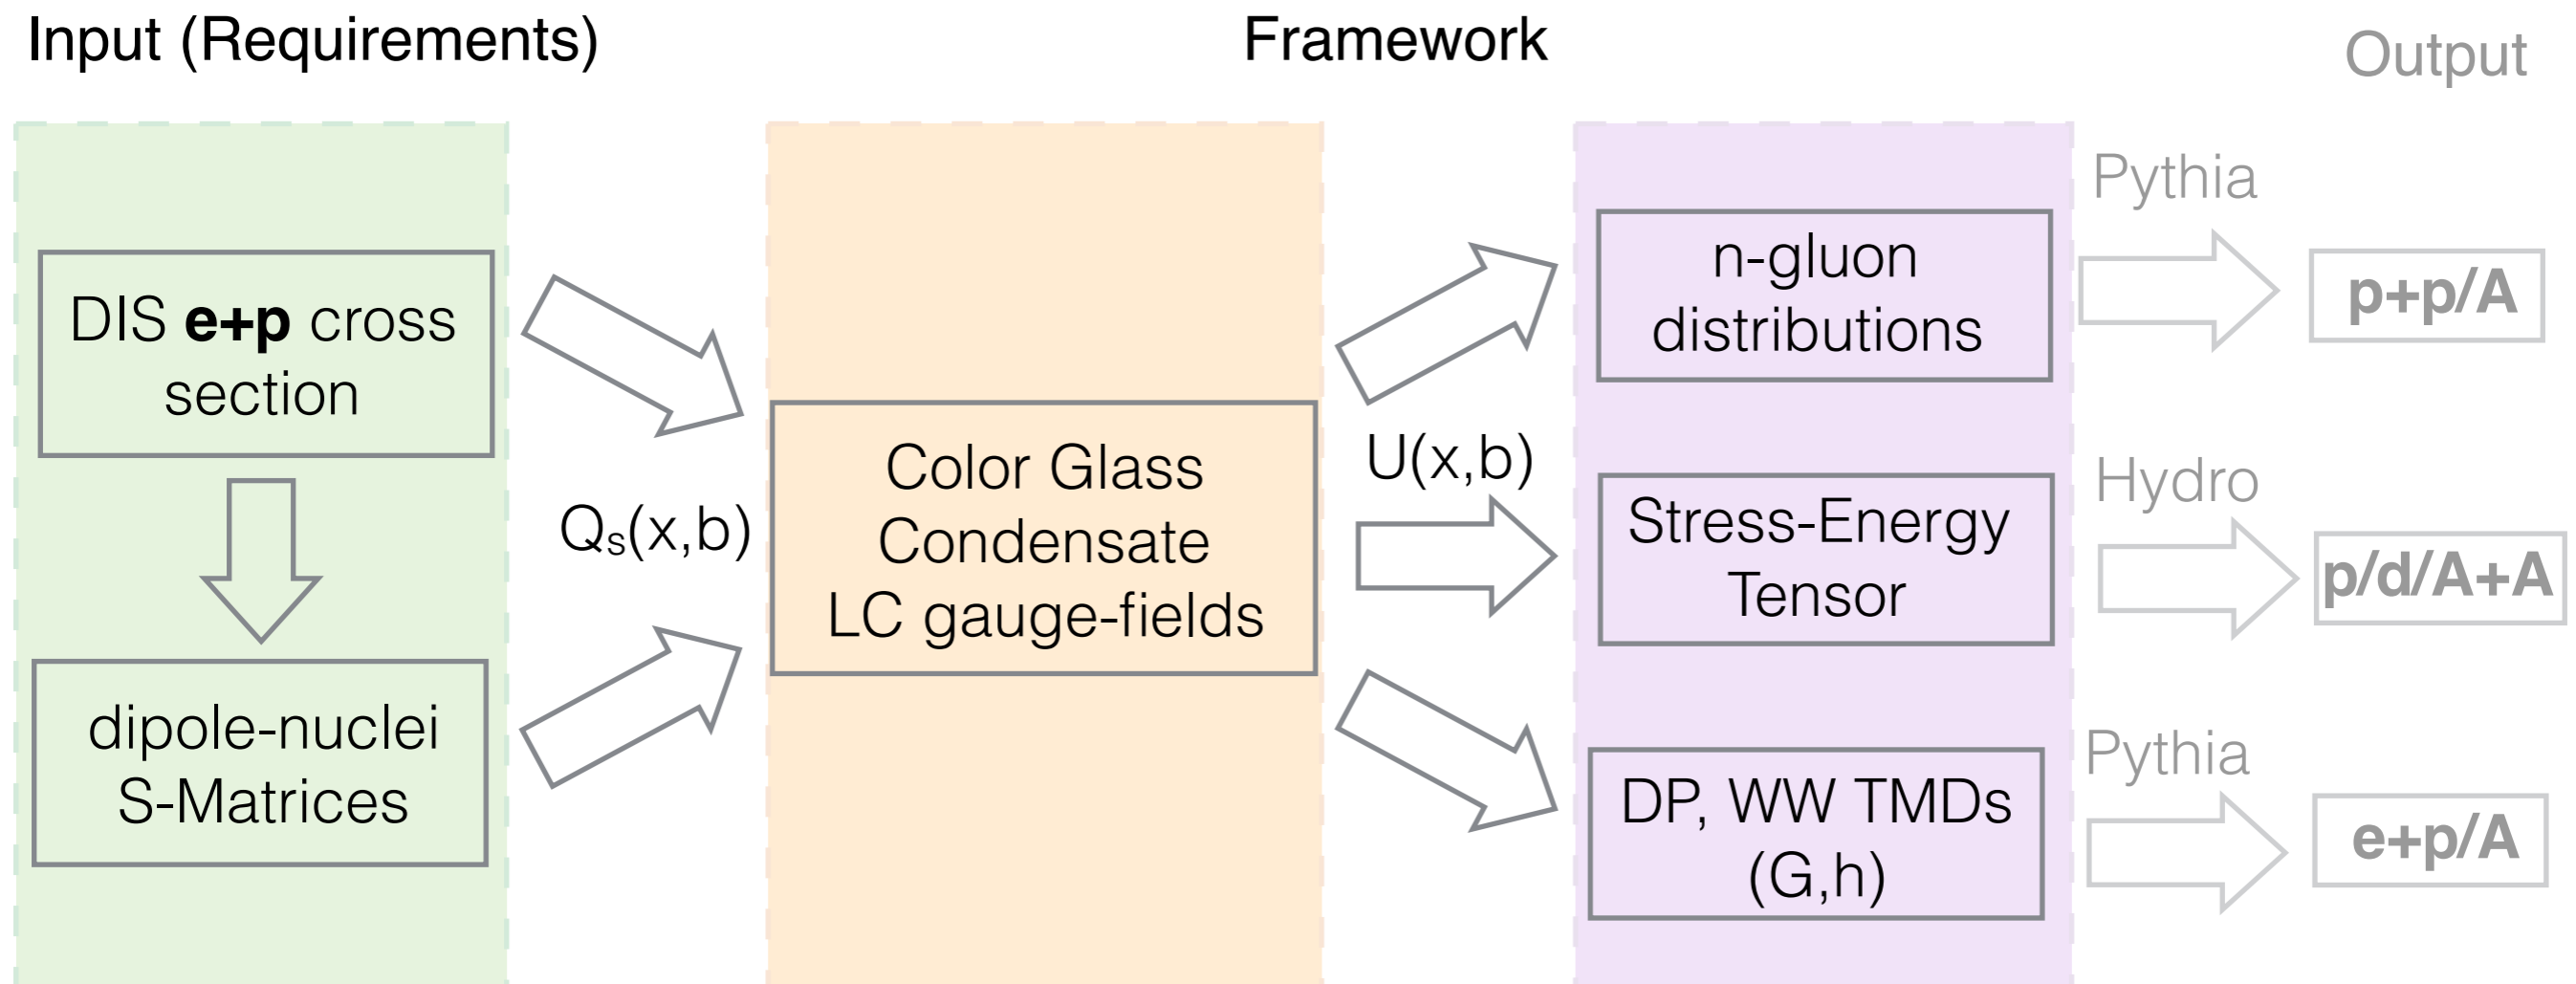 Input (Requirements)
Framework
Output
DIS e+p cross
section
dipole-nuclei
S-Matrices
Qs(x,b)
Color Glass
Condensate
LC gauge-fields
U(x,b)
n-gluon
distributions
Stress-Energy
Tensor
DP, WW TMDs
(G,h)
Pythia
p+p/A
Hydro
p/d/A+A
Pythia
e+p/A